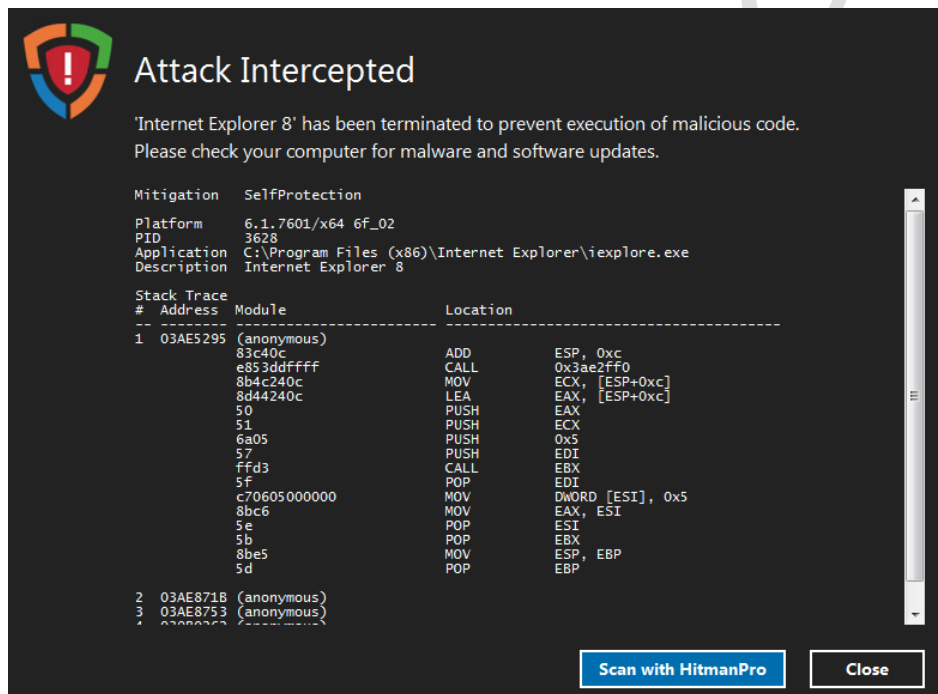 Attack Intercepted
'Internet Explorer 8' has been terminated to prevent execution of malicious code.
Please check your computer for malware and software updates.
Mitigation SelfProtection
Platform 6.1.7601/x64 6f_02
PID 3628
Application C:\Program Files (x86)\Internet Explorer\iexplore.exe
Description Internet Explorer 8
Stack Trace
# Address Module Location
-- -------- ------------------------ ----------------------------------------
1 03AE5295 (anonymous)
83c40c ADD ESP, 0xc
e853ddffff CALL 0x3ae2ff0
8b4c240c MOV ECX, [ESP+0xc]
8d44240c LEA EAX, [ESP+0xc]
50 PUSH EAX
51 PUSH ECX
6a05 PUSH 0x5
57 PUSH EDI
ffd3 CALL EBX
5f POP EDI
c70605000000 MOV DWORD [ESI], 0x5
8bc6 MOV EAX, ESI
5e POP ESI
5b POP EBX
8be5 MOV ESP, EBP
5d POP EBP
2 03AE871B (anonymous)
3 03AE8753 (anonymous)
Scan with HitmanPro Close